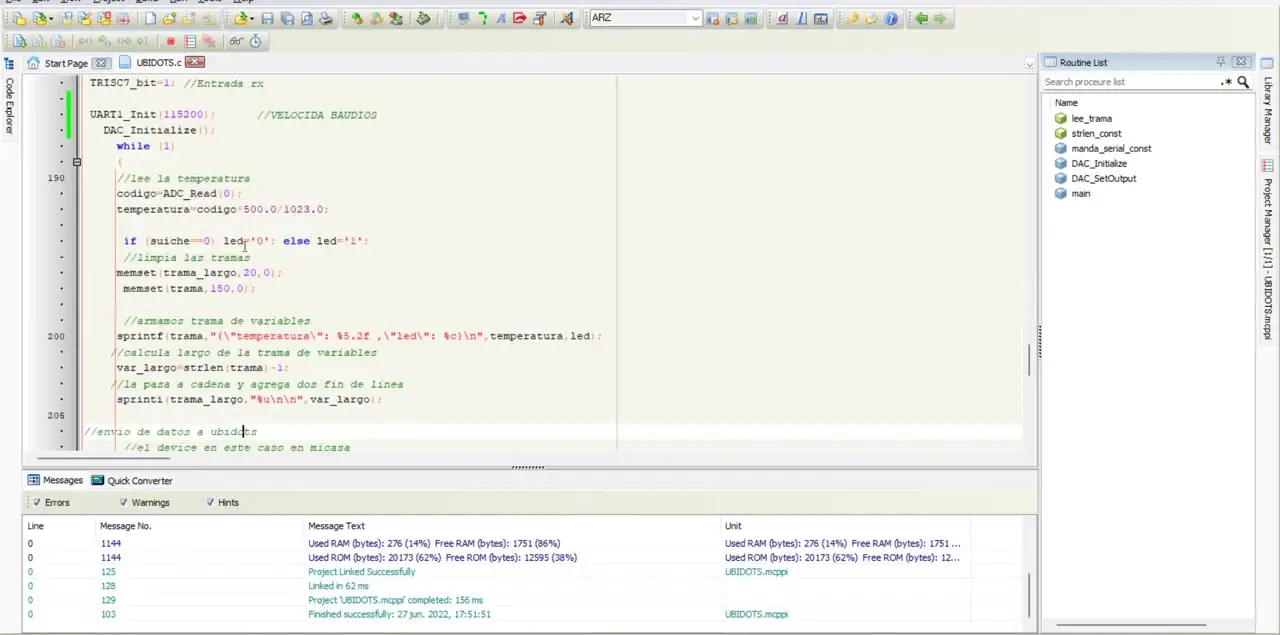 ARZ
Start Page
UBIDOTS.c
Code Explorer
TRISC7_bit=1; //Entrada rx
UART1_Init(115200);      //VELOCIDA BAUDIOS
DAC_Initialize();
while (1)
{
//lee la temperatura
190
codigo=ADC_Read(0);
temperatura=codigo*500.0/1023.0;
if (suiche==0) led='0'; else led='1';
//limpia las tramas
memset(trama_largo,20,0);
memset(trama,150,0);
//armamos trama de variables
200
sprintf(trama,"{\"temperatura\": %5.2f ,\"led\": %c}\n",temperatura,led);
//calcula largo de la trama de variables
var_largo=strlen(trama)-1;
//la pasa a cadena y agrega dos fin de linea
sprinti(trama_largo,"%u\n\n",var_largo);
205
//envio de datos a ubidots
//el device en este caso en micasa
Routine List
Search proceure list
Name
lee_trama
strlen_const
manda_serial_const
DAC_Initialize
DAC_SetOutput
main
Library Manager
Project Manager [1/1] - UBIDOTS.mcppi
Messages Quick Converter
Errors Warnings Hints
Line Message No. Message Text Unit
0 1144 Used RAM (bytes): 276 (14%) Free RAM (bytes): 1751 (86%) Used RAM (bytes): 276 (14%) Free RAM (bytes): 1751 ...
0 1144 Used ROM (bytes): 20173 (62%) Free ROM (bytes): 12595 (38%) Used ROM (bytes): 20173 (62%) Free ROM (bytes): 12...
0 125 Project Linked Successfully UBIDOTS.mcppi
0 128 Linked in 62 ms
0 129 Project 'UBIDOTS.mcppi' completed: 156 ms
0 103 Finished successfully: 27 jun. 2022, 17:51:51 UBIDOTS.mcppi